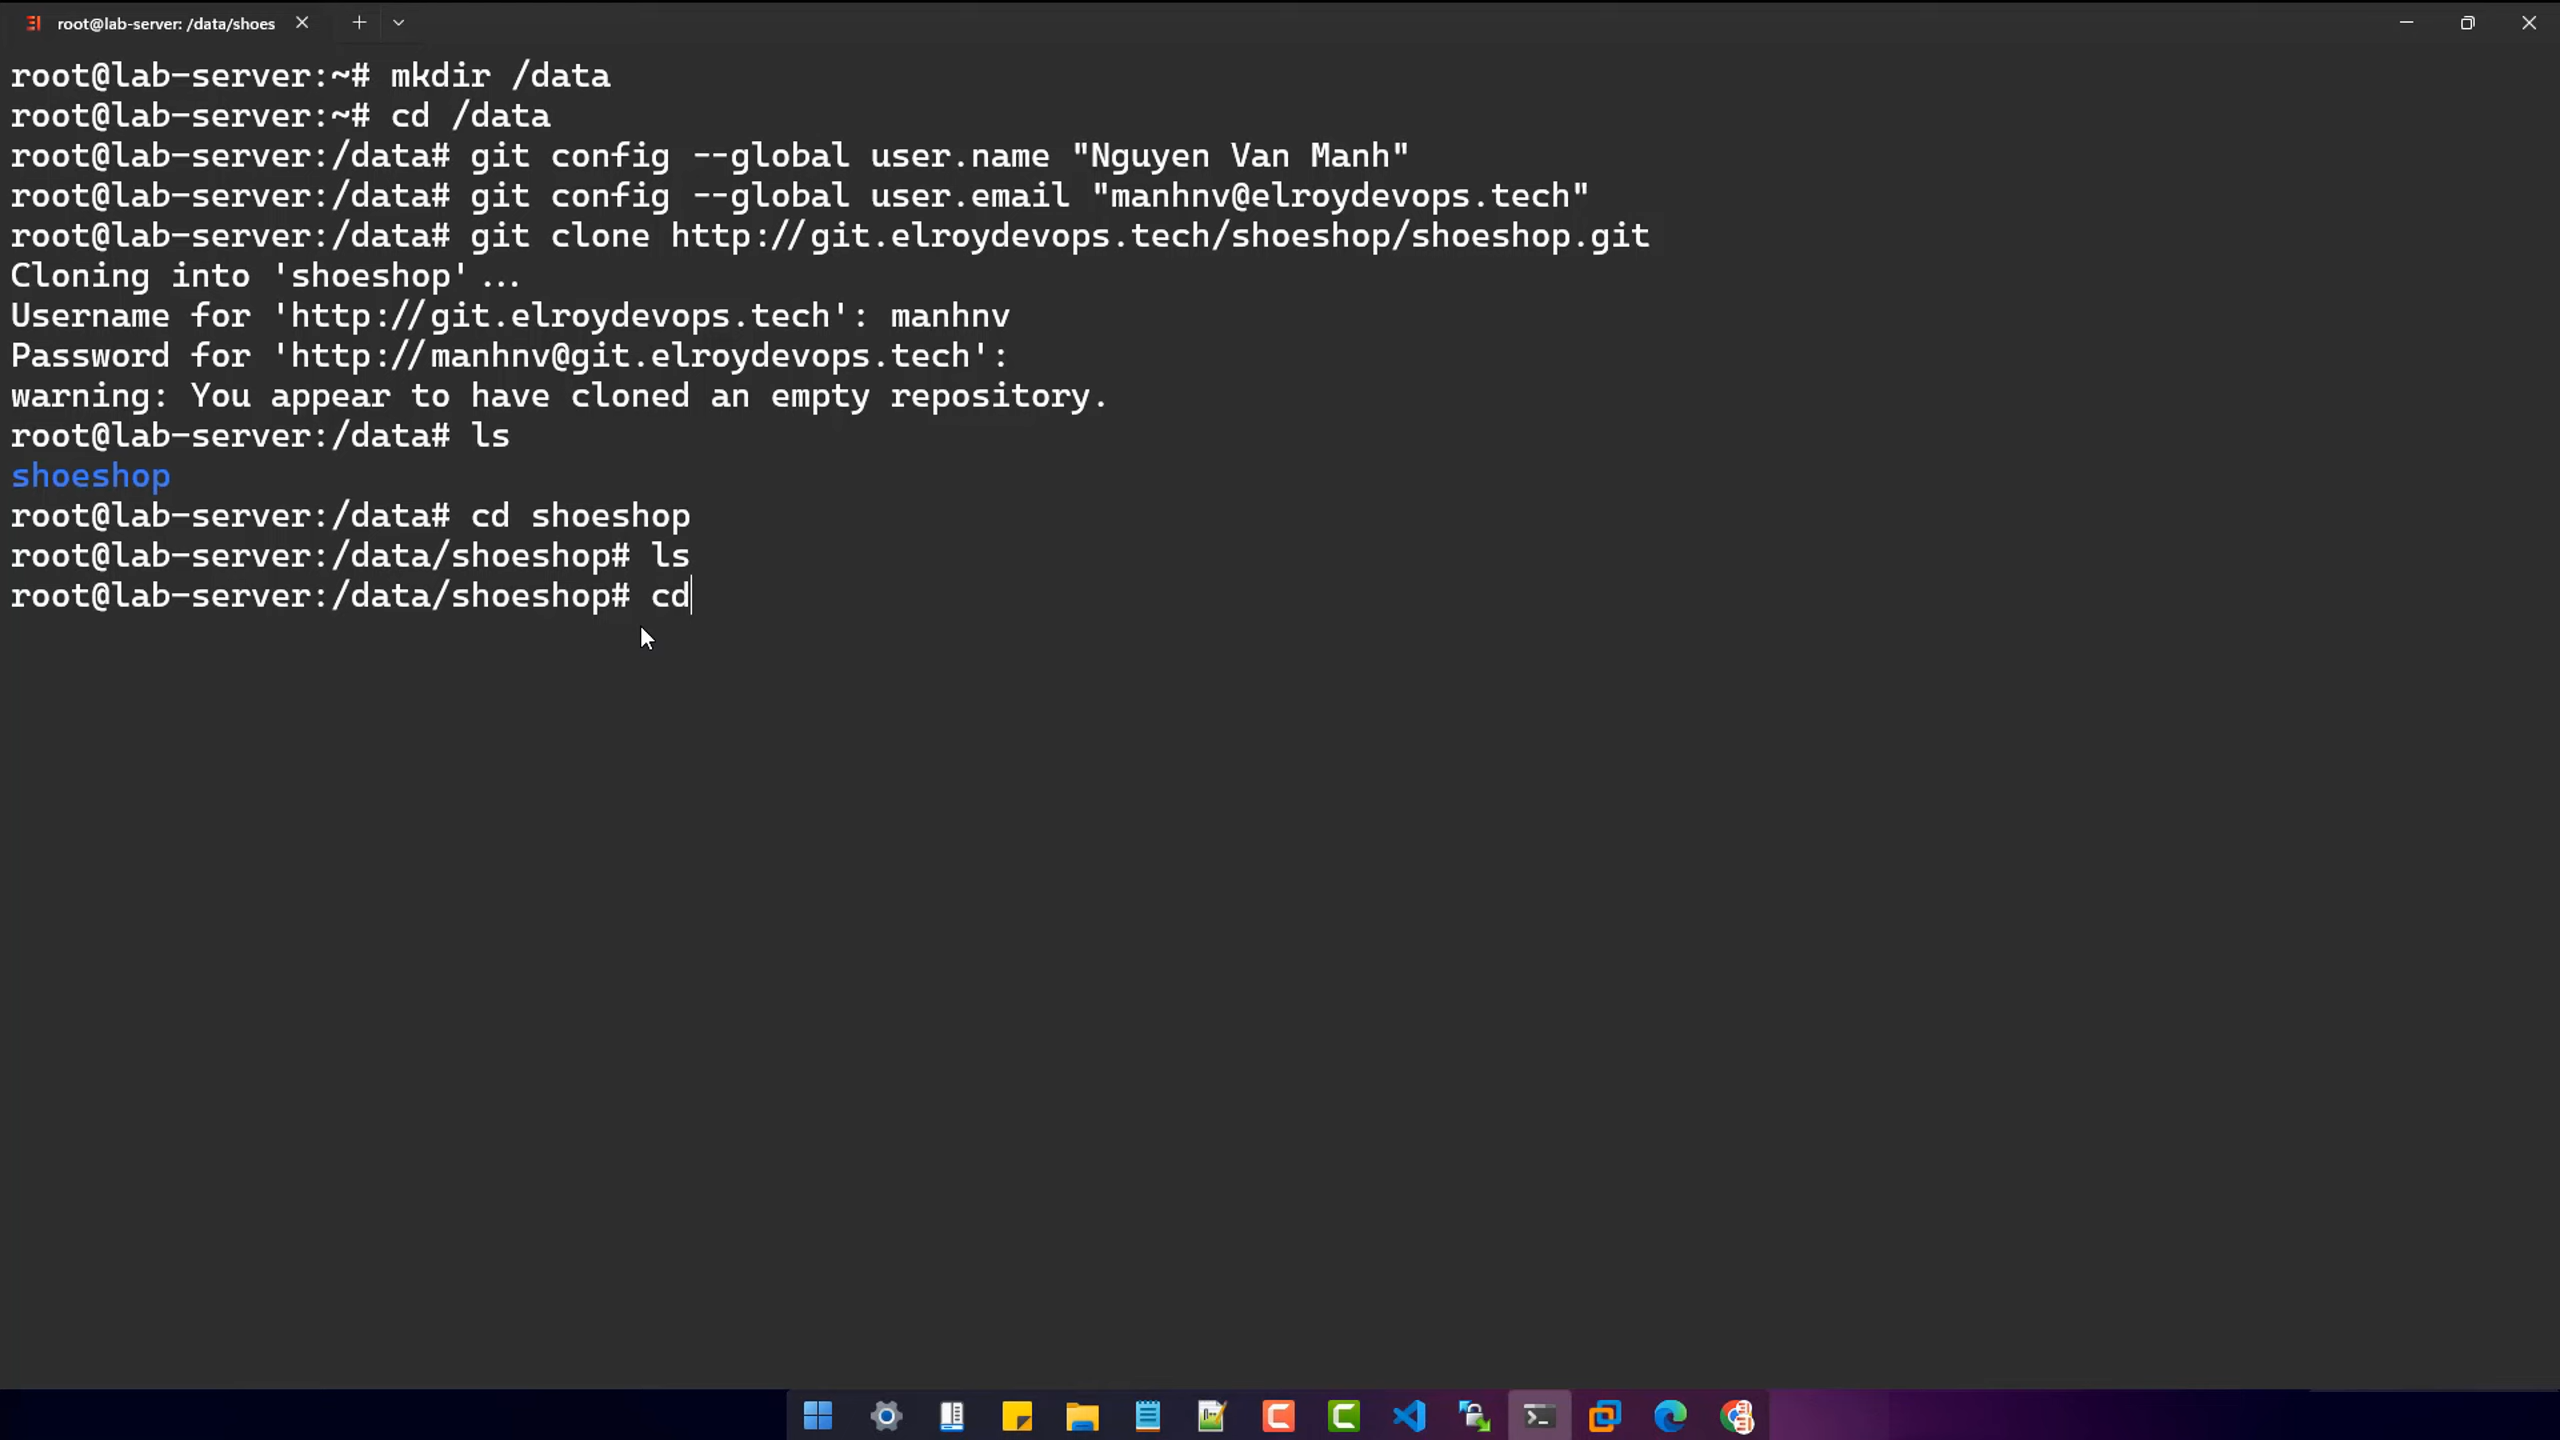 root@lab-server: /data/shoes
root@lab-server:~# mkdir /data
root@lab-server:~# cd /data
root@lab-server:/data# git config --global user.name "Nguyen Van Manh"
root@lab-server:/data# git config --global user.email "manhnv@elroydevops.tech"
root@lab-server:/data# git clone http://git.elroydevops.tech/shoeshop/shoeshop.git
Cloning into 'shoeshop'...
Username for 'http://git.elroydevops.tech': manhnv
Password for 'http://manhnv@git.elroydevops.tech':
warning: You appear to have cloned an empty repository.
root@lab-server:/data# ls
shoeshop
root@lab-server:/data# cd shoeshop
root@lab-server:/data/shoeshop# ls
root@lab-server:/data/shoeshop# cd